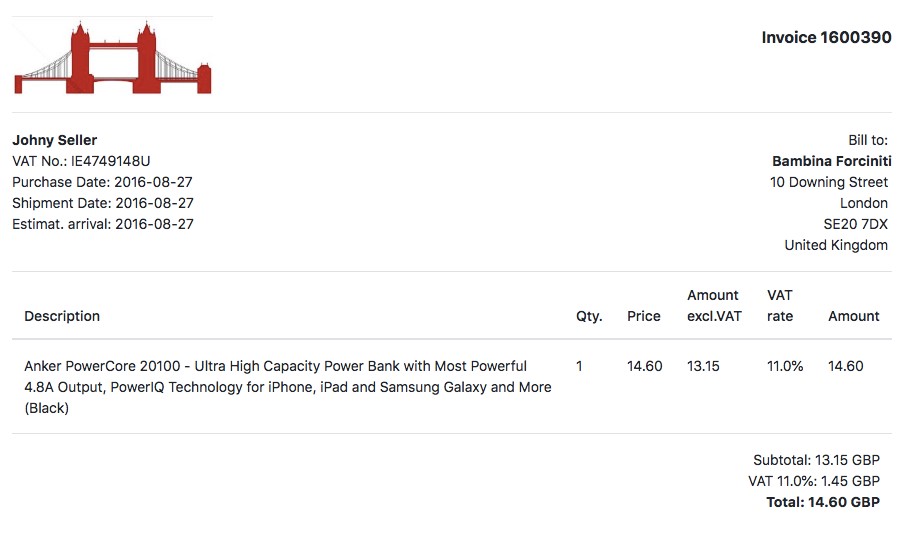 Invoice 1600390
Johny Seller
VAT No.: IE4749148U
Purchase Date: 2016-08-27
Shipment Date: 2016-08-27
Estimat. arrival: 2016-08-27
Bill to:
Bambina Forciniti
10 Downing Street
London
SE20 7DX
United Kingdom
Description Qty. Price Amount excl.VAT VAT rate Amount
Anker PowerCore 20100 - Ultra High Capacity Power Bank with Most Powerful 1 14.60 13.15 11.0% 14.60
4.8A Output, PowerIQ Technology for iPhone, iPad and Samsung Galaxy and More
(Black)
Subtotal: 13.15 GBP
VAT 11.0%: 1.45 GBP
Total: 14.60 GBP